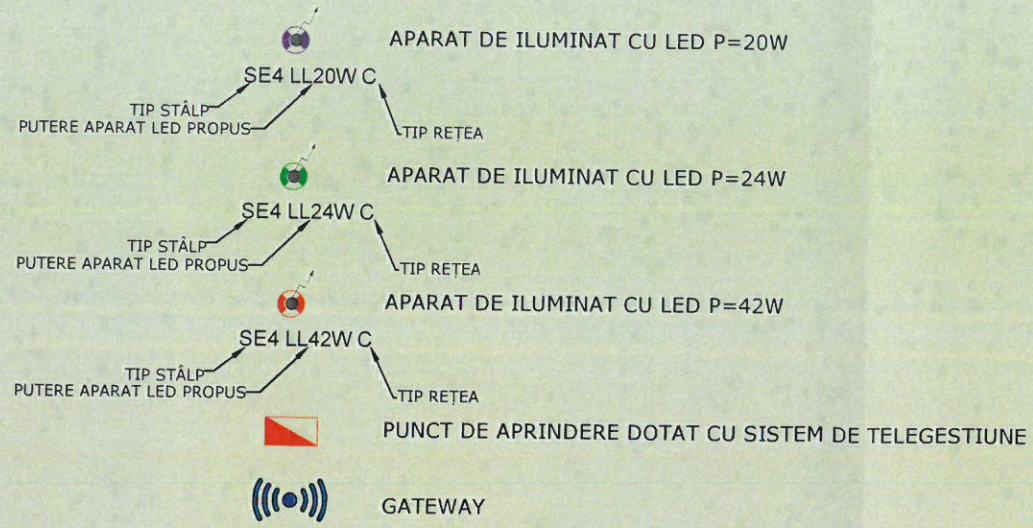 APARAT DE ILUMINAT CU LED P=20W
SE4 LL20W C
TIP STÂLP
PUTERE APARAT LED PROPUS
TIP REȚEA
APARAT DE ILUMINAT CU LED P=24W
SE4 LL24W C
TIP STÂLP
PUTERE APARAT LED PROPUS
TIP REȚEA
APARAT DE ILUMINAT CU LED P=42W
SE4 LL42W C
TIP STÂLP
PUTERE APARAT LED PROPUS
TIP REȚEA
PUNCT DE APRINDERE DOTAT CU SISTEM DE TELEGESTIUNE
GATEWAY